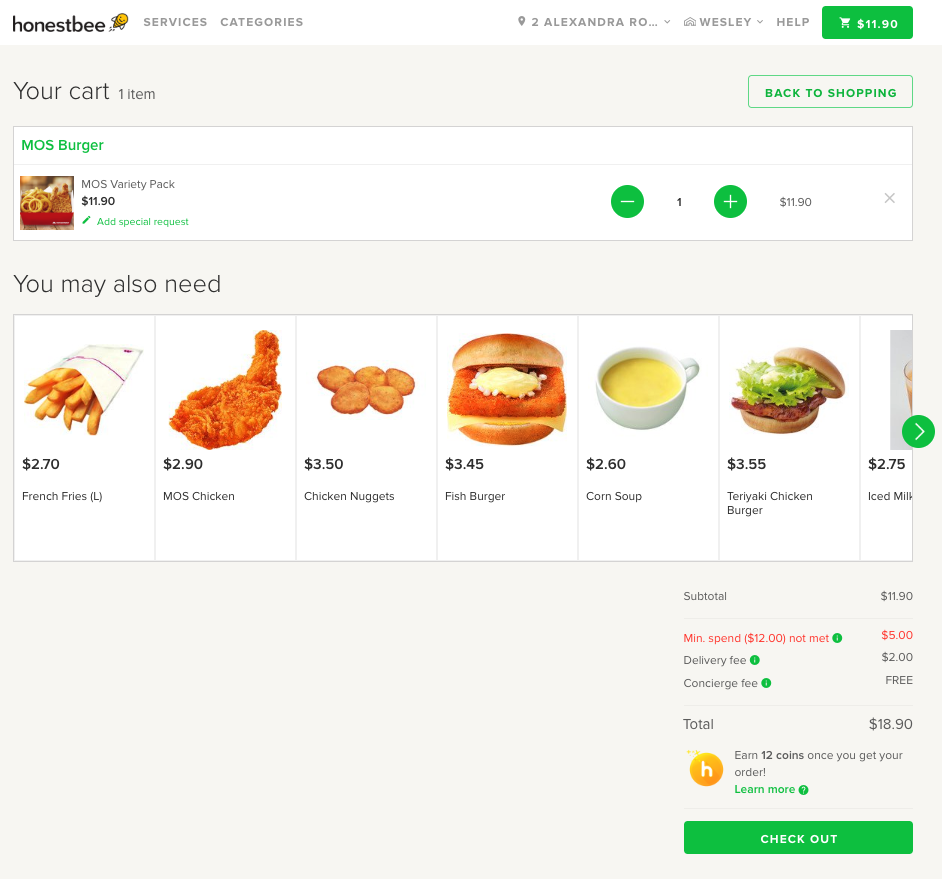 honestbee SERVICES CATEGORIES 2 ALEXANDRA RO... WESLEY HELP $11.90
Your cart 1 item BACK TO SHOPPING
MOS Burger
MOS Variety Pack
$11.90 1 $11.90
Add special request
You may also need
$2.70 $2.90 $3.50 $3.45 $2.60 $3.55 $2.75
French Fries (L) MOS Chicken Chicken Nuggets Fish Burger Corn Soup Teriyaki Chicken Iced Milk
Burger
Subtotal $11.90
Min. spend ($12.00) not met $5.00
Delivery fee $2.00
Concierge fee FREE
Total $18.90
h
Earn 12 coins once you get your
order!
Learn more
CHECK OUT